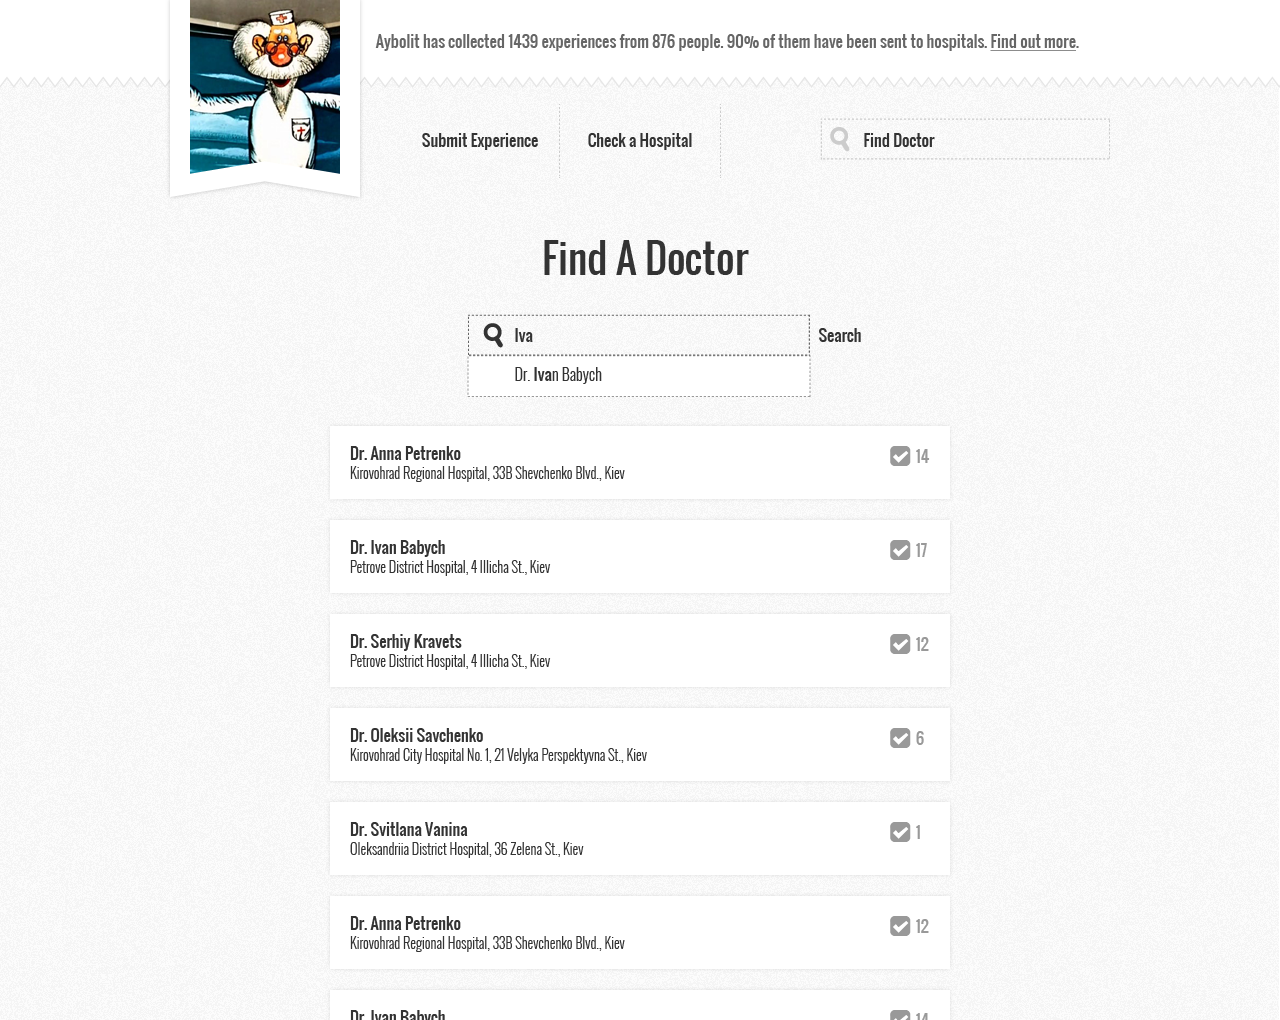 Aybolit has collected 1439 experiences from 876 people. 90% of them have been sent to hospitals. Find out more.
Submit Experience
Check a Hospital
Find Doctor
Find A Doctor
Iva
Search
Dr. Ivan Babych
Dr. Anna Petrenko
14
Kirovohrad Regional Hospital, 33B Shevchenko Blvd., Kiev
Dr. Ivan Babych
17
Petrove District Hospital, 4 Illicha St., Kiev
Dr. Serhiy Kravets
12
Petrove District Hospital, 4 Illicha St., Kiev
Dr. Oleksii Savchenko
6
Kirovohrad City Hospital No. 1, 21 Velyka Perspektyvna St., Kiev
Dr. Svitlana Vanina
1
Oleksandriia District Hospital, 36 Zelena St., Kiev
Dr. Anna Petrenko
12
Kirovohrad Regional Hospital, 33B Shevchenko Blvd., Kiev
Dr. Ivan Babych
14